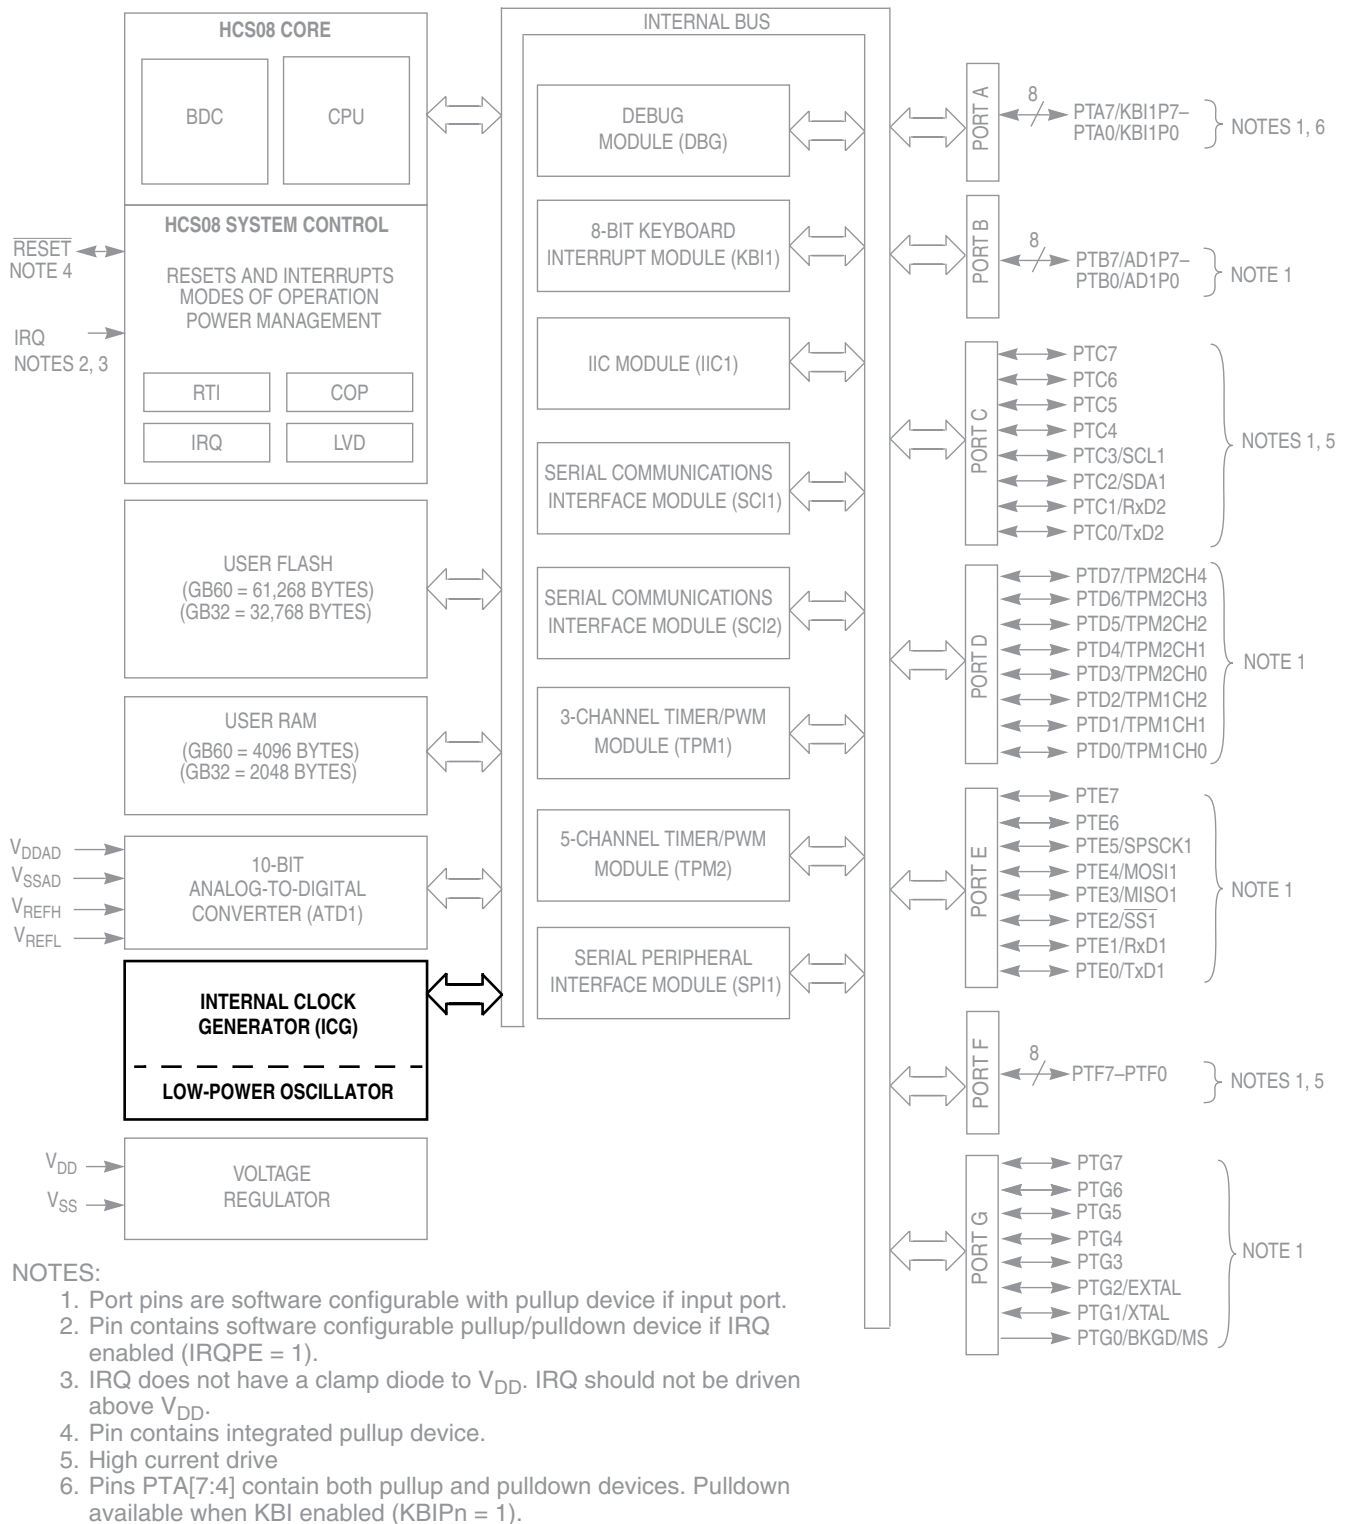 HCS08 CORE
BDC
CPU
HCS08 SYSTEM CONTROL
RESETS AND INTERRUPTS
MODES OF OPERATION
POWER MANAGEMENT
RTI
COP
IRQ
LVD
RESET
NOTE 4
IRQ
NOTES 2, 3
USER FLASH
(GB60 = 61,268 BYTES)
(GB32 = 32,768 BYTES)
USER RAM
(GB60 = 4096 BYTES)
(GB32 = 2048 BYTES)
VDDAD
VSSAD
VREFH
VREFL
10-BIT
ANALOG-TO-DIGITAL
CONVERTER (ATD1)
INTERNAL CLOCK
GENERATOR (ICG)
LOW-POWER OSCILLATOR
VDD
VSS
VOLTAGE
REGULATOR
INTERNAL BUS
DEBUG
MODULE (DBG)
8-BIT KEYBOARD
INTERRUPT MODULE (KBI1)
IIC MODULE (IIC1)
SERIAL COMMUNICATIONS
INTERFACE MODULE (SCI1)
SERIAL COMMUNICATIONS
INTERFACE MODULE (SCI2)
3-CHANNEL TIMER/PWM
MODULE (TPM1)
5-CHANNEL TIMER/PWM
MODULE (TPM2)
SERIAL PERIPHERAL
INTERFACE MODULE (SPI1)
PORT A
8
PTA7/KBI1P7–
PTA0/KBI1P0
NOTES 1, 6
PORT B
8
PTB7/AD1P7–
PTB0/AD1P0
NOTE 1
PORT C
PTC7
PTC6
PTC5
PTC4
PTC3/SCL1
PTC2/SDA1
PTC1/RxD2
PTC0/TxD2
NOTES 1, 5
PORT D
PTD7/TPM2CH4
PTD6/TPM2CH3
PTD5/TPM2CH2
PTD4/TPM2CH1
PTD3/TPM2CH0
PTD2/TPM1CH2
PTD1/TPM1CH1
PTD0/TPM1CH0
NOTE 1
PORT E
PTE7
PTE6
PTE5/SPSCK1
PTE4/MOSI1
PTE3/MISO1
PTE2/SS1
PTE1/RxD1
PTE0/TxD1
NOTE 1
PORT F
8
PTF7–PTF0
NOTES 1, 5
PORT G
PTG7
PTG6
PTG5
PTG4
PTG3
PTG2/EXTAL
PTG1/XTAL
PTG0/BKGD/MS
NOTE 1
NOTES:
1. Port pins are software configurable with pullup device if input port.
2. Pin contains software configurable pullup/pulldown device if IRQ
enabled (IRQPE = 1).
3. IRQ does not have a clamp diode to VDD. IRQ should not be driven
above VDD.
4. Pin contains integrated pullup device.
5. High current drive
6. Pins PTA[7:4] contain both pullup and pulldown devices. Pulldown
available when KBI enabled (KBIPn = 1).